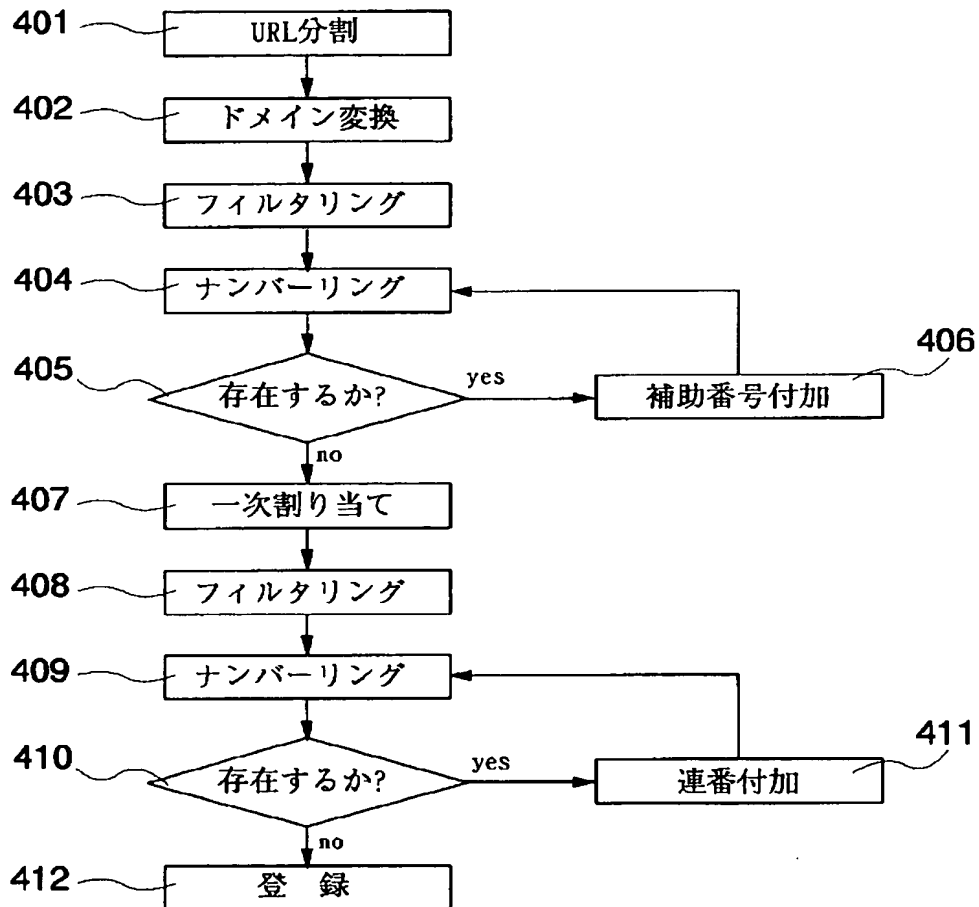 401
URL分割
402
ドメイン変換
403
フィルタリング
404
ナンバーリング
405
存在するか?
yes
406
補助番号付加
no
407
一次割り当て
408
フィルタリング
409
ナンバーリング
410
存在するか?
yes
411
連番付加
no
412
登 録